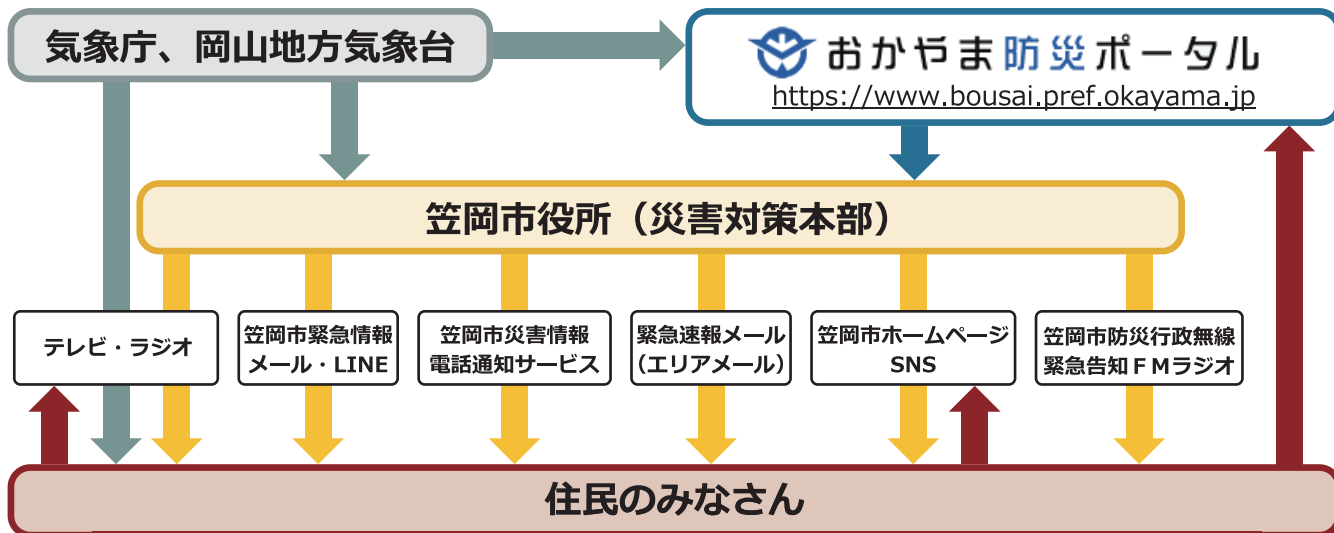 気象庁、岡山地方気象台
おかやま防災ポータル
https://www.bousai.pref.okayama.jp
笠岡市役所（災害対策本部）
テレビ・ラジオ
笠岡市緊急情報
メール・LINE
笠岡市災害情報
電話通知サービス
緊急速報メール
（エリアメール）
笠岡市ホームページ
SNS
笠岡市防災行政無線
緊急告知ＦＭラジオ
住民のみなさん